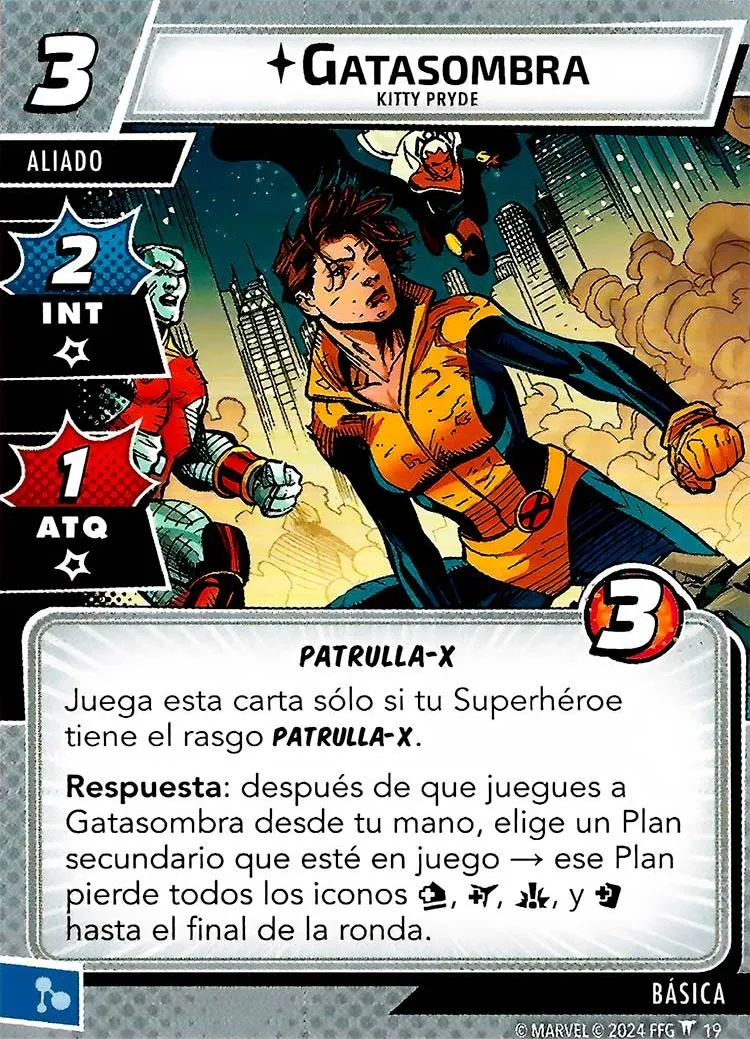 3
GATASOMBRA
KITTY PRYDE
ALIADO
2
INT
1
ATQ
3
PATRULLA-X
Juega esta carta sólo si tu Superhéroe
tiene el rasgo PATRULLA-X.
Respuesta: después de que juegues a
Gatasombra desde tu mano, elige un Plan
secundario que esté en juego → ese Plan
pierde todos los iconos , , , y
hasta el final de la ronda.
BÁSICA
© MARVEL © 2024 FFG 19